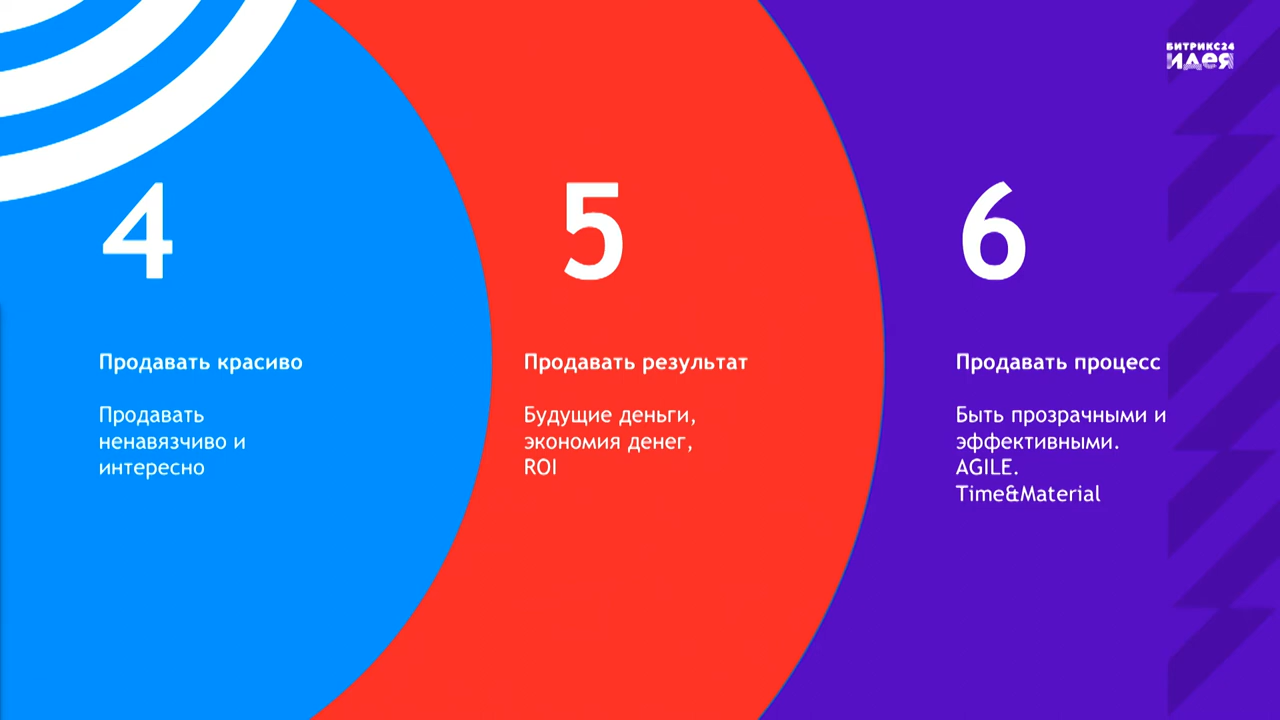 БИТРИКС24
идея
4
Продавать красиво
Продавать
ненавязчиво и
интересно
5
Продавать результат
Будущие деньги,
экономия денег,
ROI
6
Продавать процесс
Быть прозрачными и
эффективными.
AGILE.
Time&Material